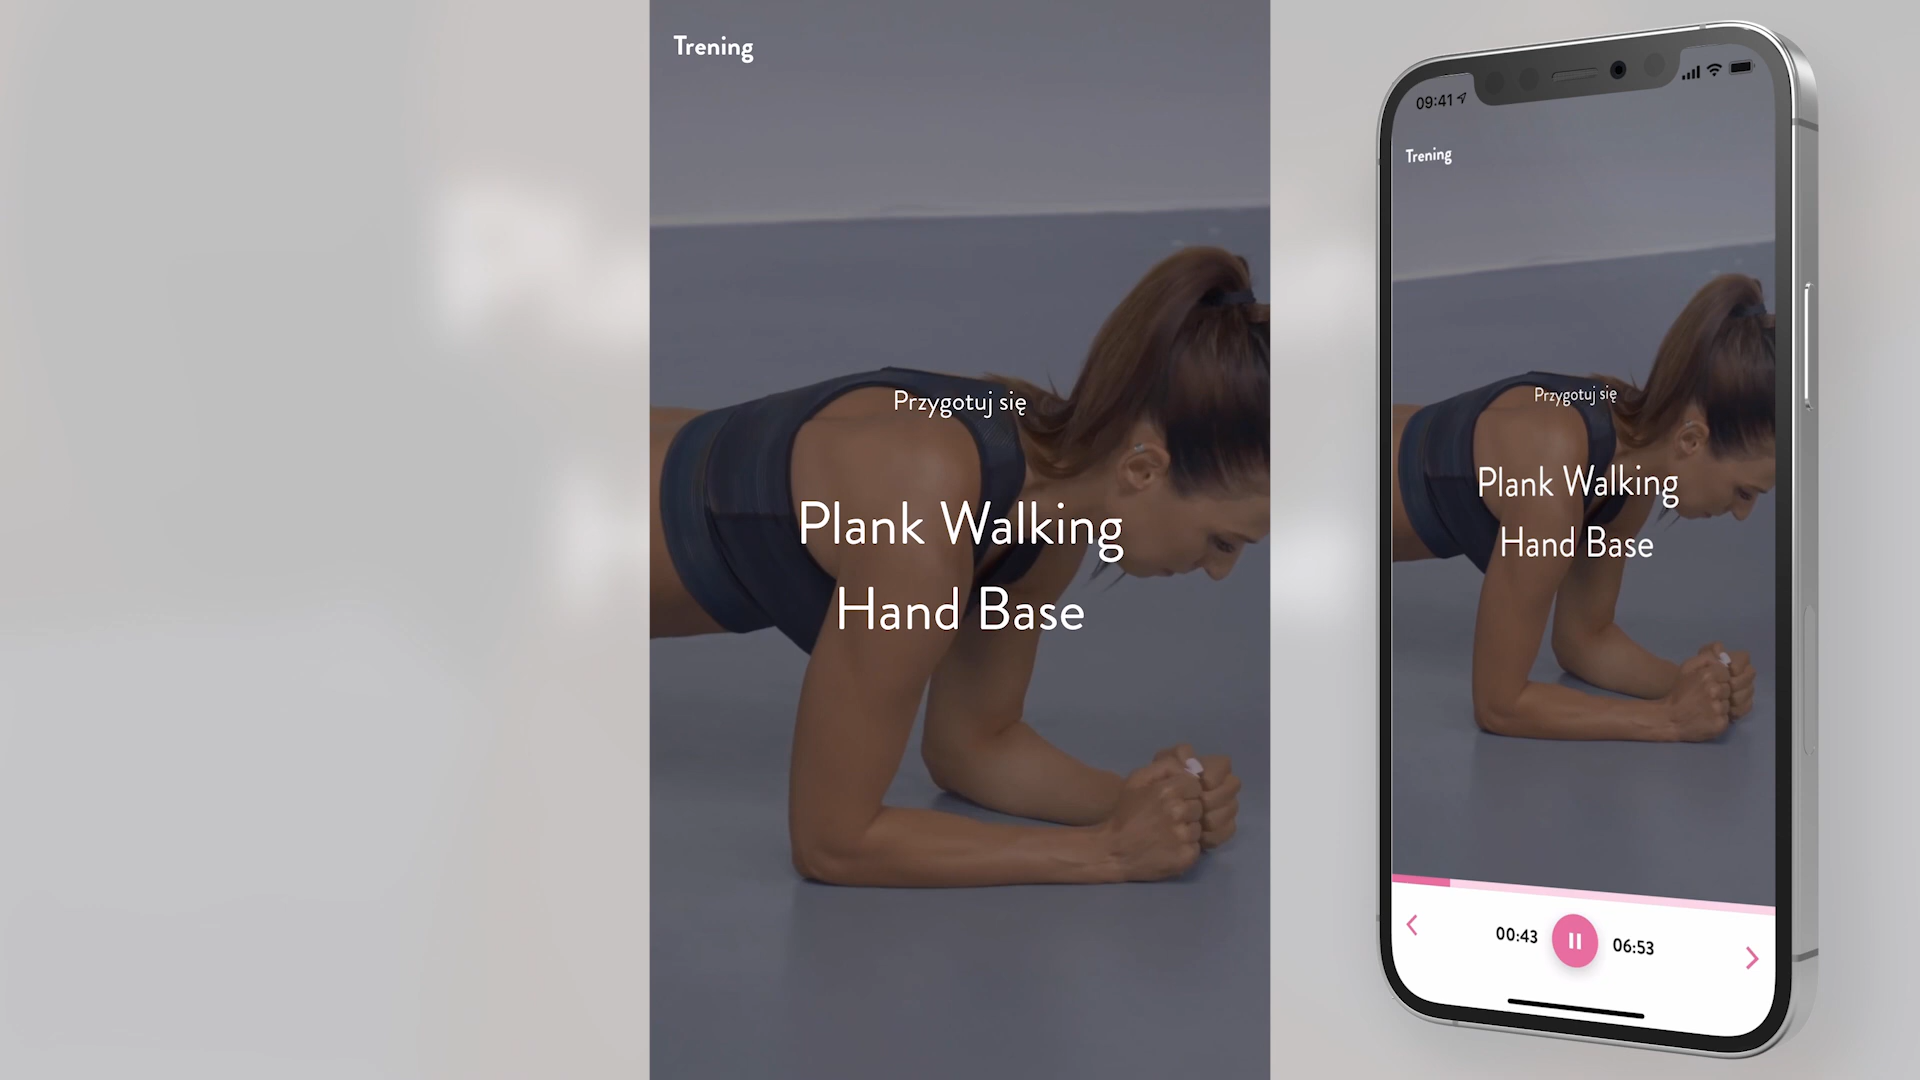 Trening
Przygotuj się
Plank Walking
Hand Base
09:41
Trening
Przygotuj się
Plank Walking
Hand Base
00:43
06:53